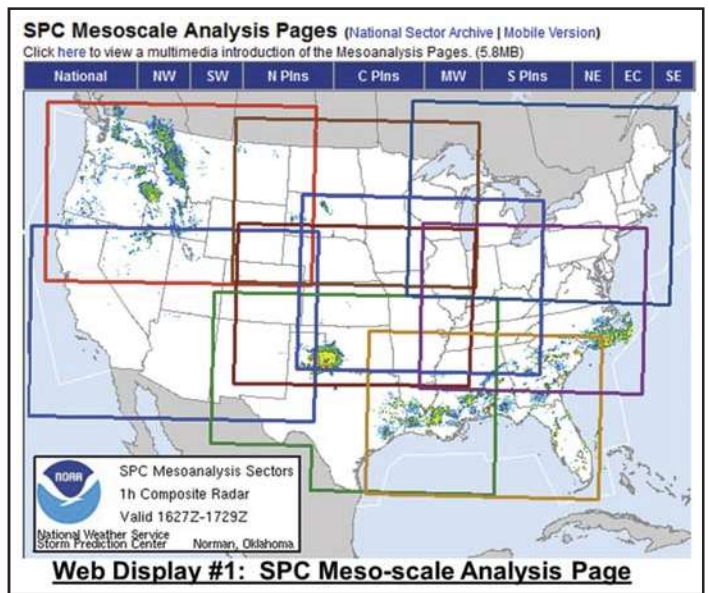 SPC Mesoscale Analysis Pages (National Sector Archive | Mobile Version)
Click here to view a multimedia introduction of the Mesoanalysis Pages. (5.8MB)
National NW SW N Plns C Plns MW S Plns NE EC SE
NOAA
SPC Mesoanalysis Sectors
1h Composite Radar
Valid 1627Z-1729Z
National Weather Service
Storm Prediction Center Norman, Oklahoma
Web Display #1: SPC Meso-scale Analysis Page